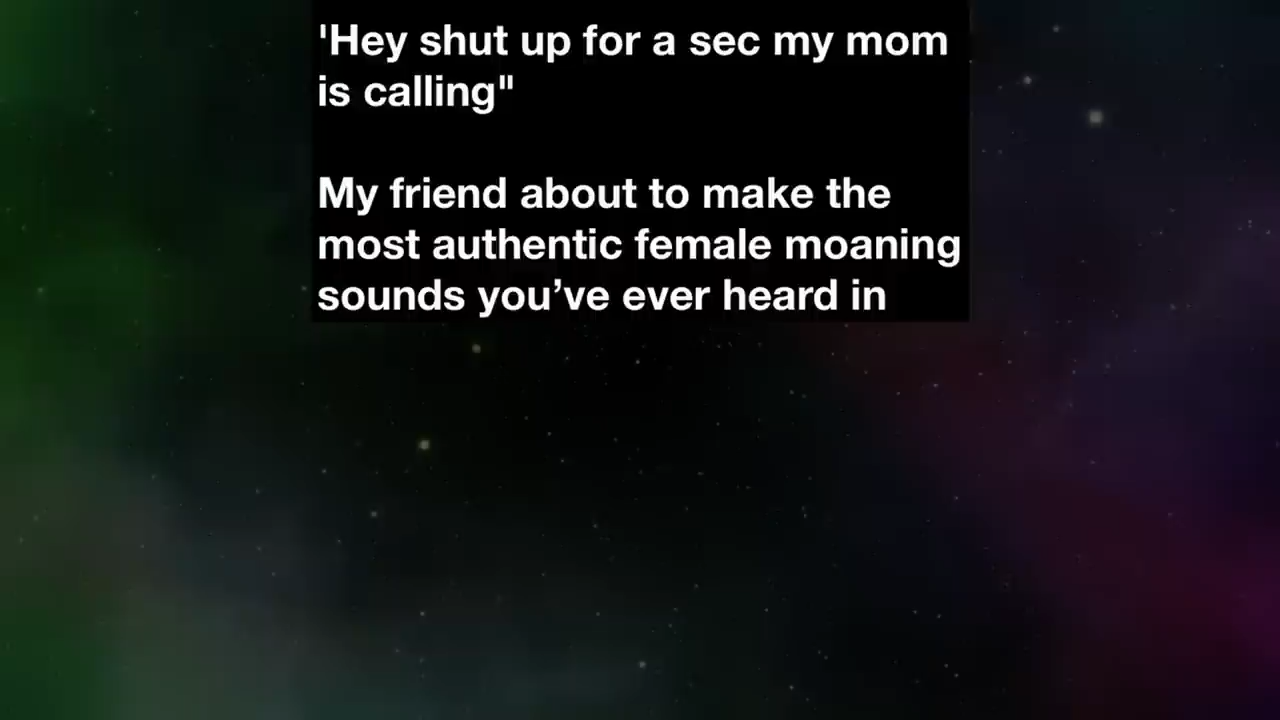 'Hey shut up for a sec my mom
is calling"
My friend about to make the
most authentic female moaning
sounds you’ve ever heard in